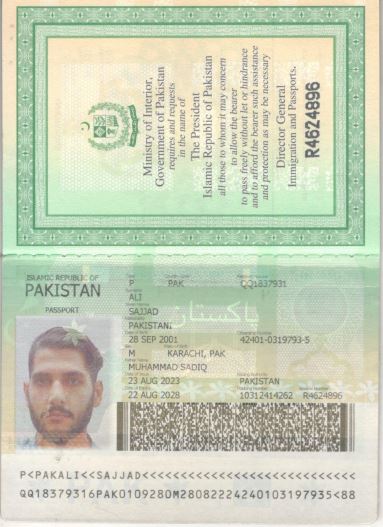 Ministry of Interior,
Government of Pakistan
requires and requests
in the name of
The President
Islamic Republic of Pakistan
all those to whom it may concern
to allow the bearer
to pass freely without let or hindrance
and to afford the bearer such assistance
and protection as may be necessary
Director General
Immigration and Passports.
R4624896
ISLAMIC REPUBLIC OF
PAKISTAN
PASSPORT
P PAK QQ1837931
ALI
SAJJAD
پاکستان
PAKISTANI
28 SEP 2001 42401-0319793-5
M KARACHI, PAK
MUHAMMAD SADIQ
23 AUG 2023 PAKISTAN
22 AUG 2028 10312414262 R4624896
P<PAKALI<<SAJJAD<<<<<<<<<<<<<<<<<<<<<<<<<<<<
QQ18379316PAK0109280M28082224240103197935<88